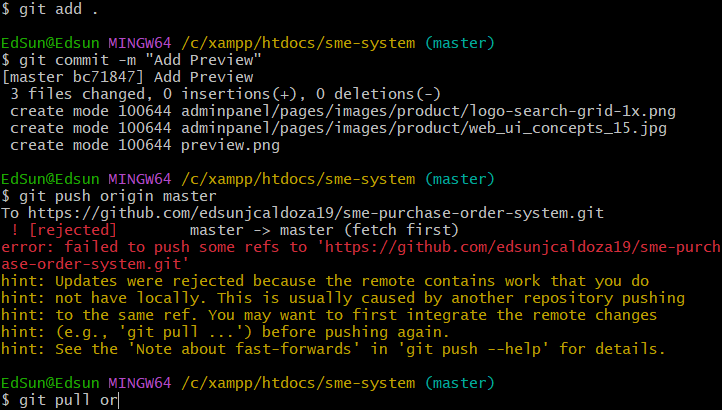 $ git add .
EdSun@Edsun MINGW64 /c/xampp/htdocs/sme-system (master)
$ git commit -m "Add Preview"
[master bc71847] Add Preview
 3 files changed, 0 insertions(+), 0 deletions(-)
 create mode 100644 adminpanel/pages/images/product/logo-search-grid-1x.png
 create mode 100644 adminpanel/pages/images/product/web_ui_concepts_15.jpg
 create mode 100644 preview.png
EdSun@Edsun MINGW64 /c/xampp/htdocs/sme-system (master)
$ git push origin master
To https://github.com/edsunjcaldoza19/sme-purchase-order-system.git
 ! [rejected]        master -> master (fetch first)
error: failed to push some refs to 'https://github.com/edsunjcaldoza19/sme-purch
ase-order-system.git'
hint: Updates were rejected because the remote contains work that you do
hint: not have locally. This is usually caused by another repository pushing
hint: to the same ref. You may want to first integrate the remote changes
hint: (e.g., 'git pull ...') before pushing again.
hint: See the 'Note about fast-forwards' in 'git push --help' for details.
EdSun@Edsun MINGW64 /c/xampp/htdocs/sme-system (master)
$ git pull or